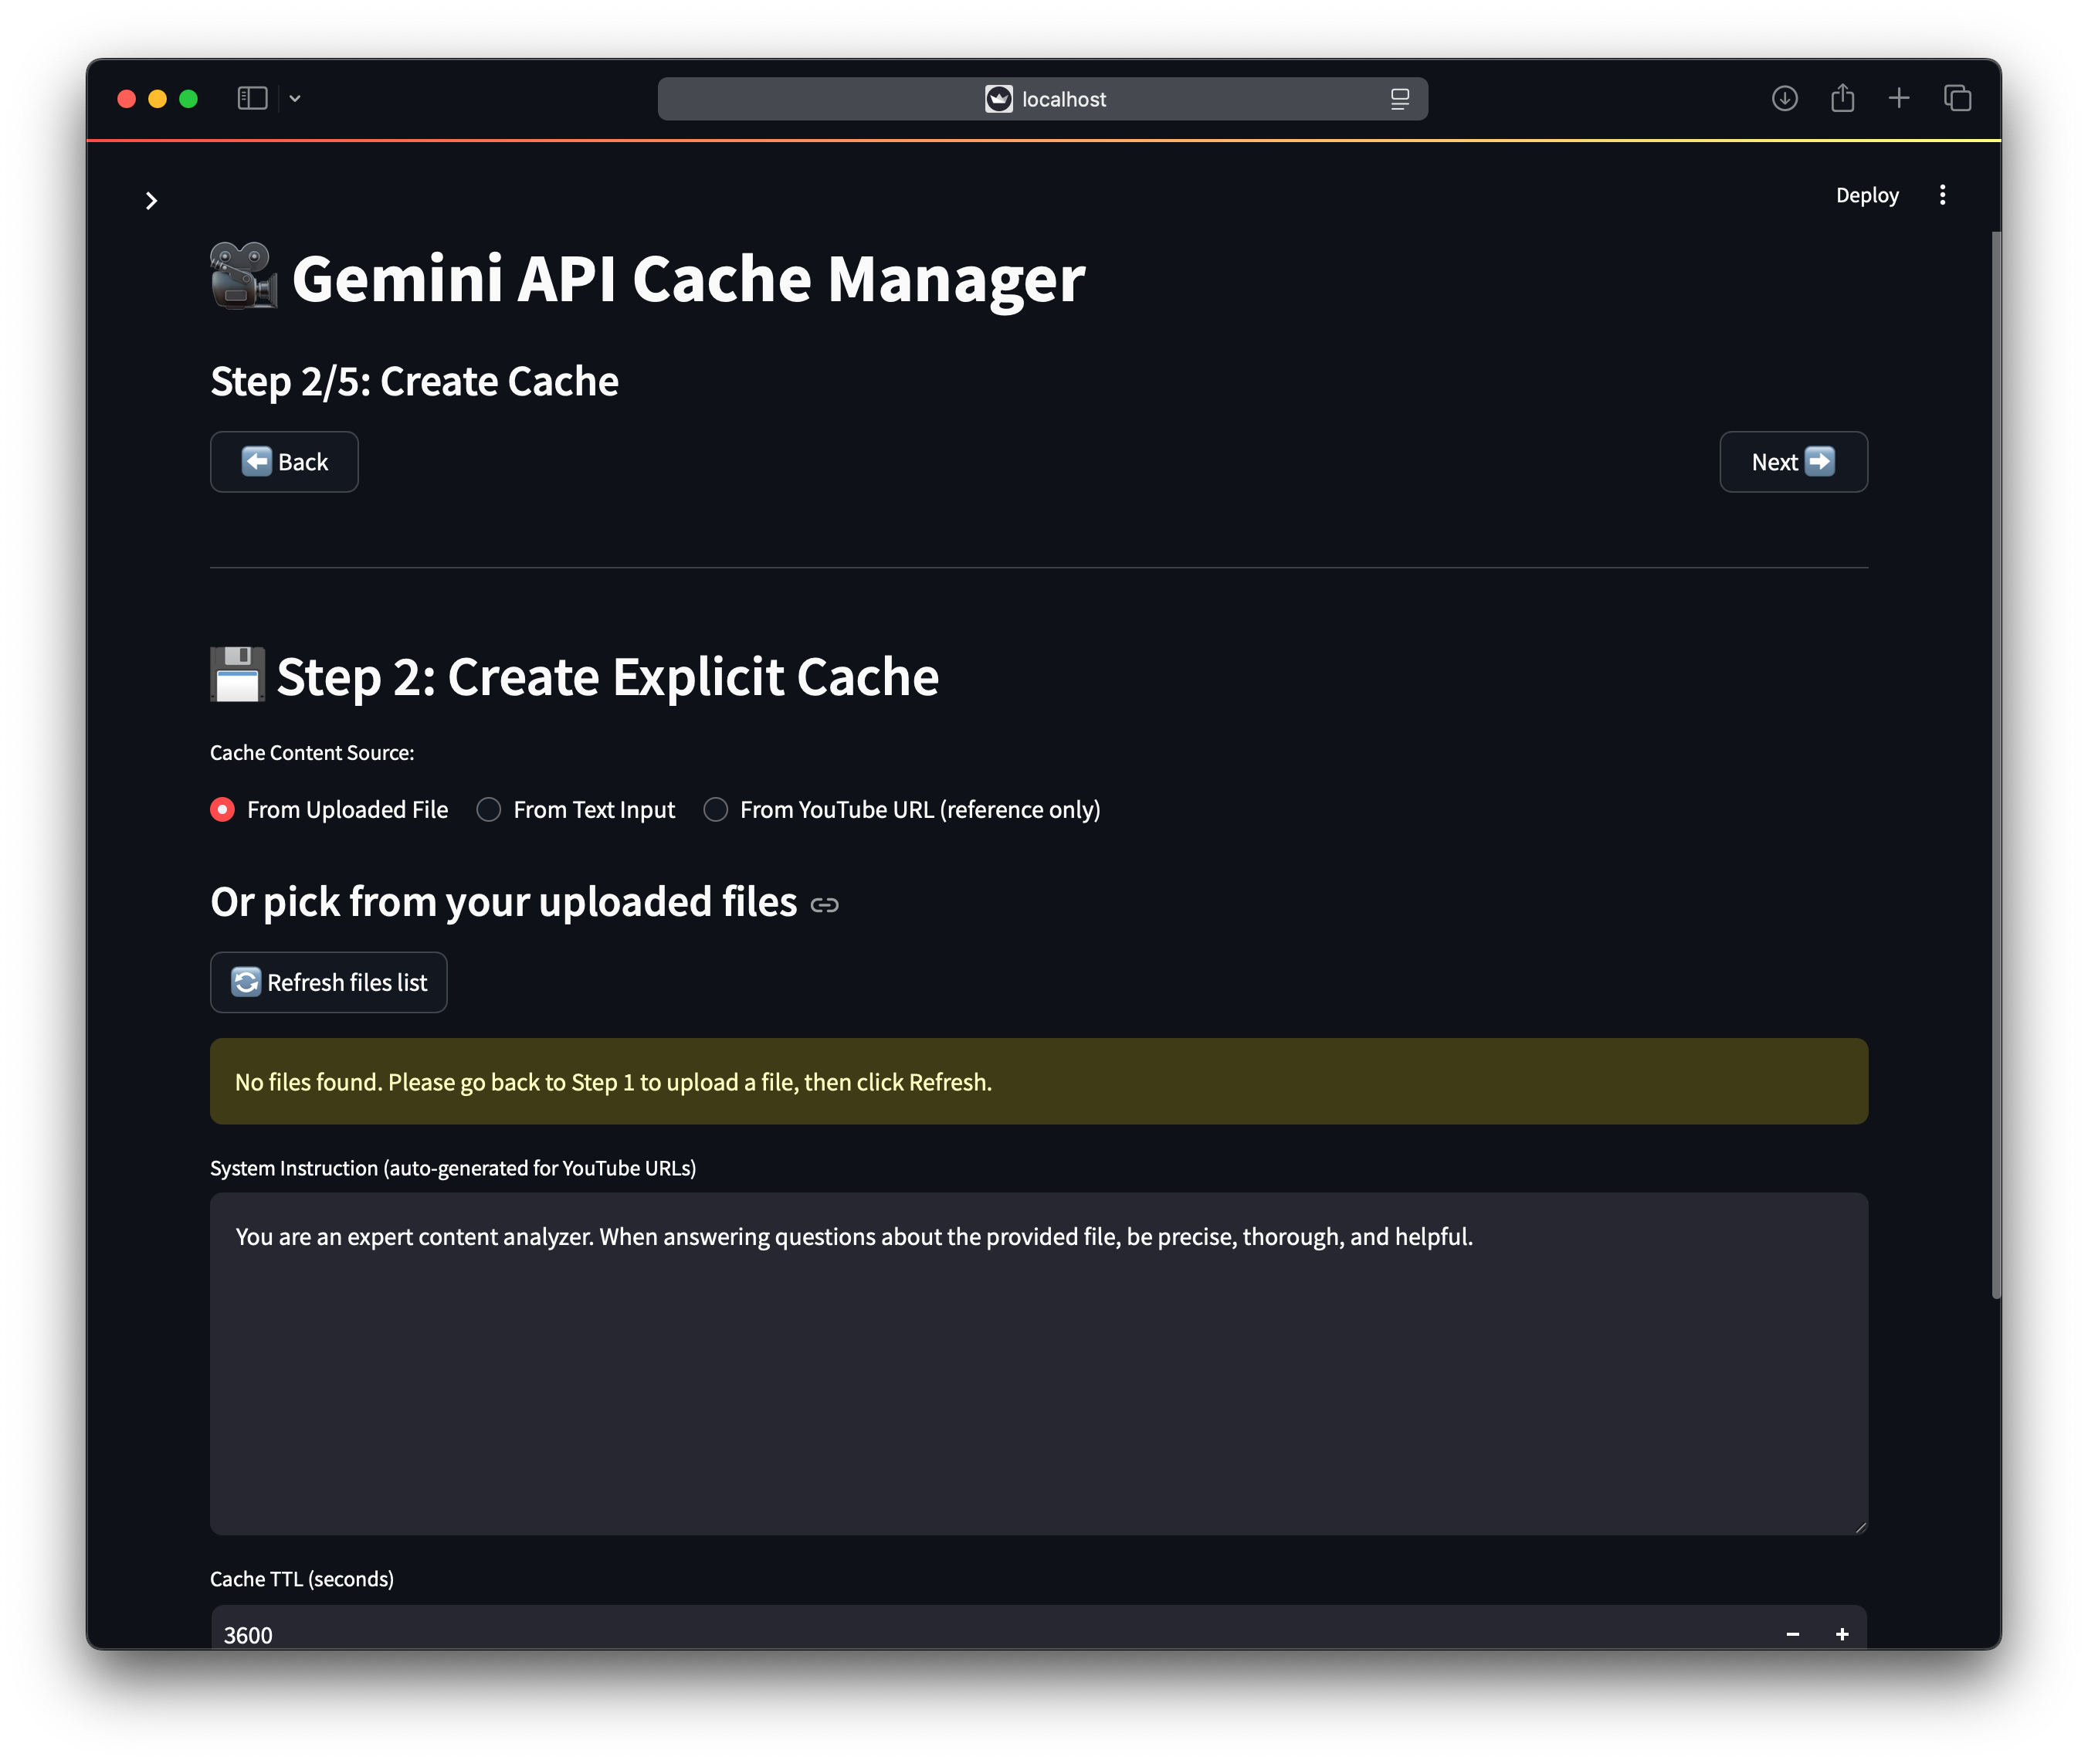 localhost
Deploy
Gemini API Cache Manager
Step 2/5: Create Cache
Back
Next
Step 2: Create Explicit Cache
Cache Content Source:
From Uploaded File From Text Input From YouTube URL (reference only)
Or pick from your uploaded files
Refresh files list
No files found. Please go back to Step 1 to upload a file, then click Refresh.
System Instruction (auto-generated for YouTube URLs)
You are an expert content analyzer. When answering questions about the provided file, be precise, thorough, and helpful.
Cache TTL (seconds)
3600